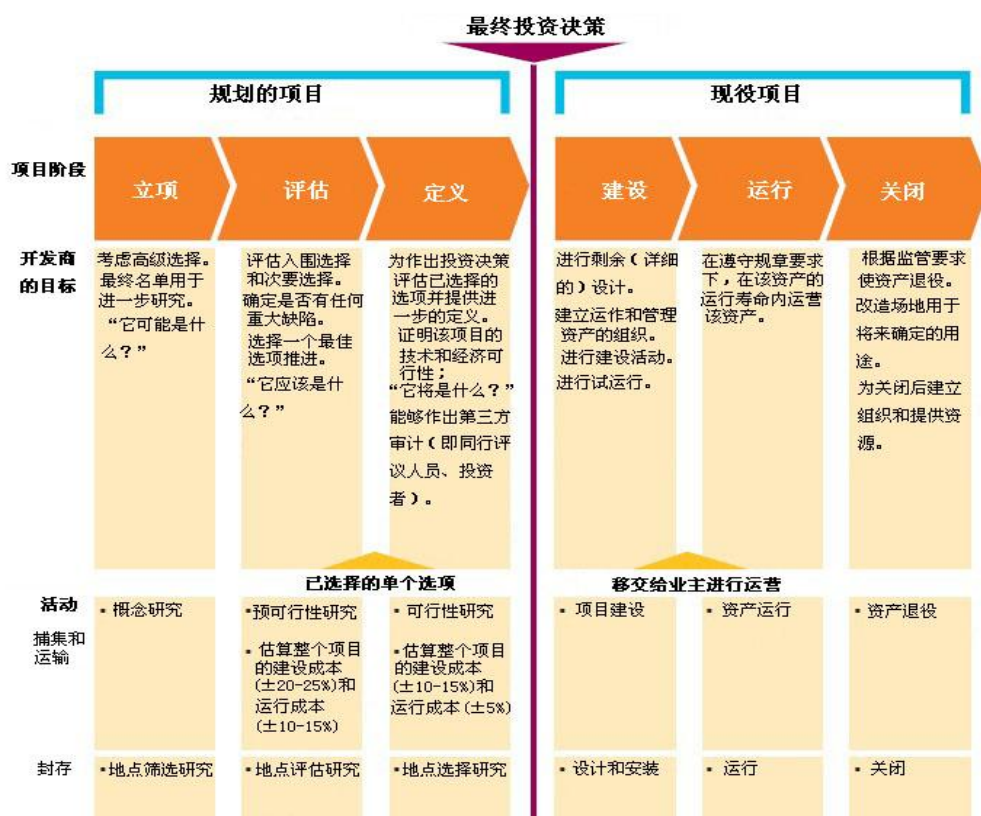 最终投资决策
规划的项目
现役项目
项目阶段
立项
评估
定义
建设
运行
关闭
开发商
的目标
考虑高级选择。
最终名单用于
进一步研究。
“它可能是什
么？”
评估入围选择
和次要选择。
确定是否有任何
重大缺陷。
选择一个最佳
选项推进。
“它应该是什
么？”
为作出投资决策
评估已选择的
选项并提供进
一步的定义。
证明该项目的
技术和经济可
行性；
“它将是什么？”
能够作出第三方
审计（即同行评
议人员、投资
者）。
进行剩余（详细
的）设计。
建立运作和管理
资产的组织。
进行建设活动。
进行试运行。
在遵守规章要求
下，在该资产的
运行寿命内运营
该资产。
根据监管要求
使资产退役。
改造场地用于
将来确定的用
途。
为关闭后建立
组织和提供资
源。
已选择的单个选项
移交给业主进行运营
活动
捕集和
运输
▪ 概念研究
▪预可行性研究
▪ 估算整个项目
的建设成本
(±20-25%)和
运行成本
(±10-15%)
▪ 可行性研究
▪估算整个项目
的建设成本
(±10-15%)和
运行成本(±5%)
▪ 项目建设
▪ 资产运行
▪ 资产退役
封存
▪地点筛选研究
▪地点评估研究
▪地点选择研究
▪设计和安装
▪ 运行
▪ 关闭